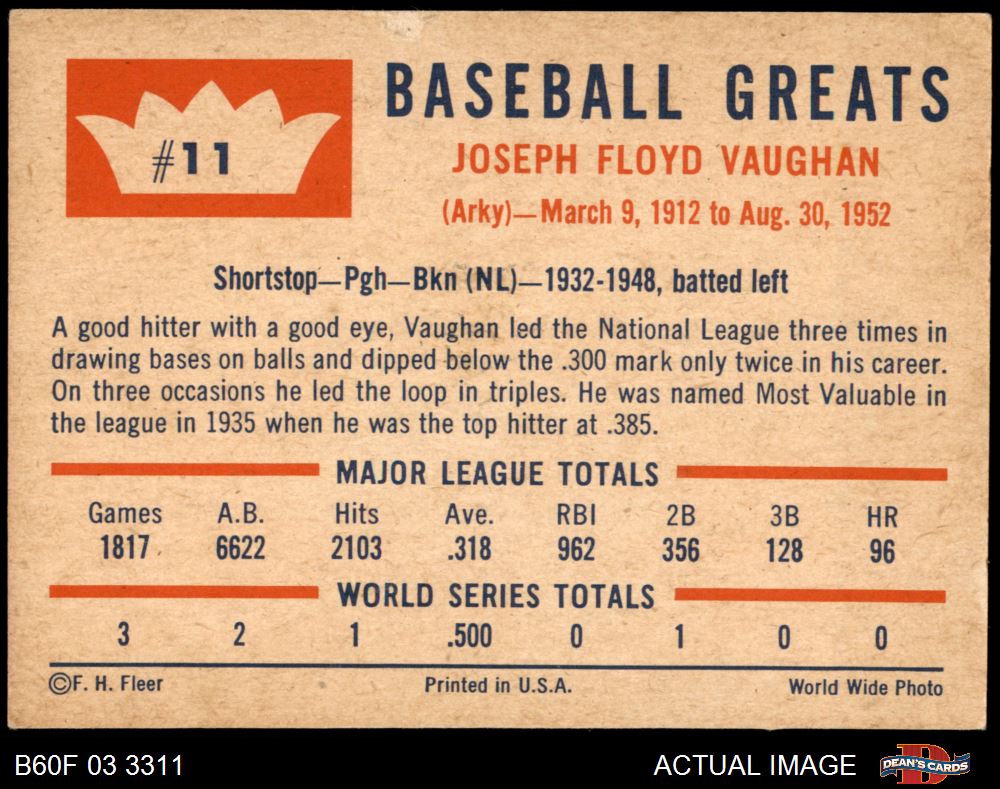 #11
BASEBALL GREATS
JOSEPH FLOYD VAUGHAN
(Arky)—March 9, 1912 to Aug. 30, 1952
Shortstop—Pgh—Bkn (NL)—1932-1948, batted left
A good hitter with a good eye, Vaughan led the National League three times in
drawing bases on balls and dipped below the .300 mark only twice in his career.
On three occasions he led the loop in triples. He was named Most Valuable in
the league in 1935 when he was the top hitter at .385.
MAJOR LEAGUE TOTALS
Games A.B. Hits Ave. RBI 2B 3B HR
1817 6622 2103 .318 962 356 128 96
WORLD SERIES TOTALS
3 2 1 .500 0 1 0 0
©F. H. Fleer Printed in U.S.A. World Wide Photo
B60F 03 3311 ACTUAL IMAGE DEAN'S CARDS